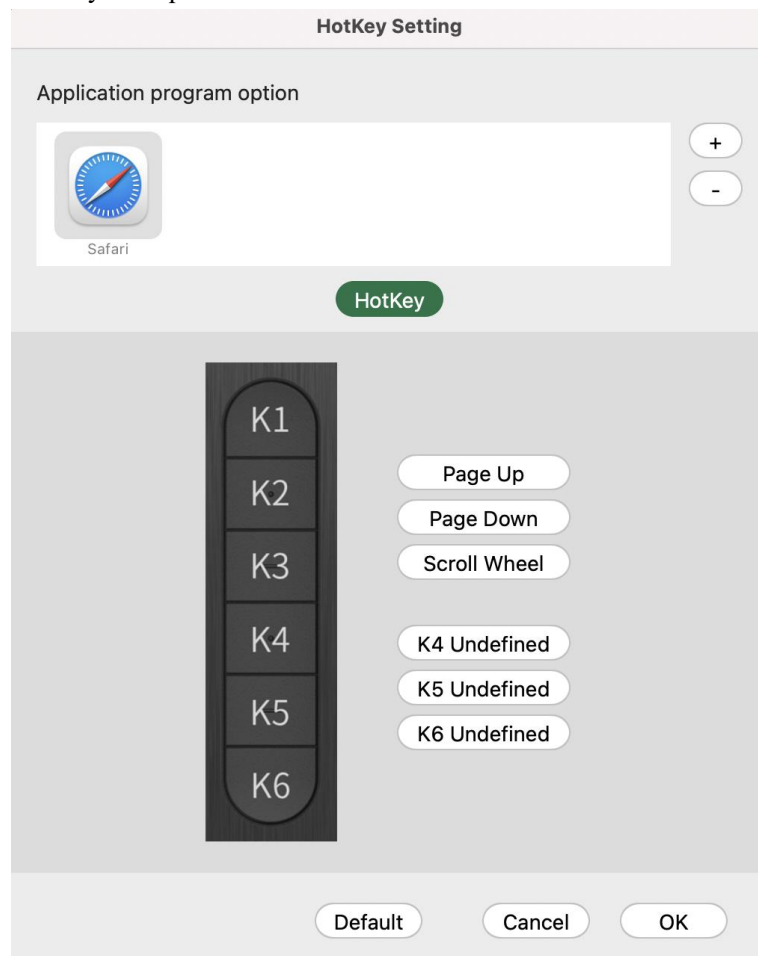 HotKey Setting
Application program option
+
-
Safari
HotKey
K1
K2
K3
K4
K5
K6
Page Up
Page Down
Scroll Wheel
K4 Undefined
K5 Undefined
K6 Undefined
Default
Cancel
OK